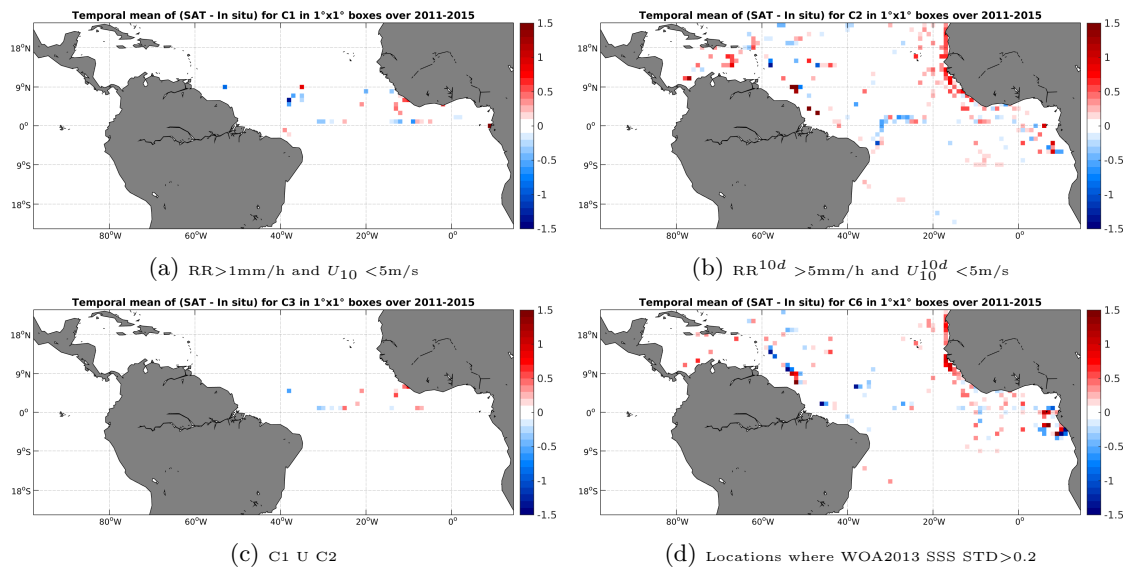 Temporal mean of (SAT - In situ) for C1 in 1°x1° boxes over 2011-2015
18°N
9°N
0°
9°S
18°S
80°W
60°W
40°W
20°W
0°
1.5
1
0.5
0
-0.5
-1
-1.5
(a) RR>1mm/h and U10 <5m/s
Temporal mean of (SAT - In situ) for C2 in 1°x1° boxes over 2011-2015
18°N
9°N
0°
9°S
18°S
80°W
60°W
40°W
20°W
0°
1.5
1
0.5
0
-0.5
-1
-1.5
(b) RR^10d >5mm/h and U10^10d <5m/s
Temporal mean of (SAT - In situ) for C3 in 1°x1° boxes over 2011-2015
18°N
9°N
0°
9°S
18°S
80°W
60°W
40°W
20°W
0°
1.5
1
0.5
0
-0.5
-1
-1.5
(c) C1 U C2
Temporal mean of (SAT - In situ) for C6 in 1°x1° boxes over 2011-2015
18°N
9°N
0°
9°S
18°S
80°W
60°W
40°W
20°W
0°
1.5
1
0.5
0
-0.5
-1
-1.5
(d) Locations where WOA2013 SSS STD>0.2